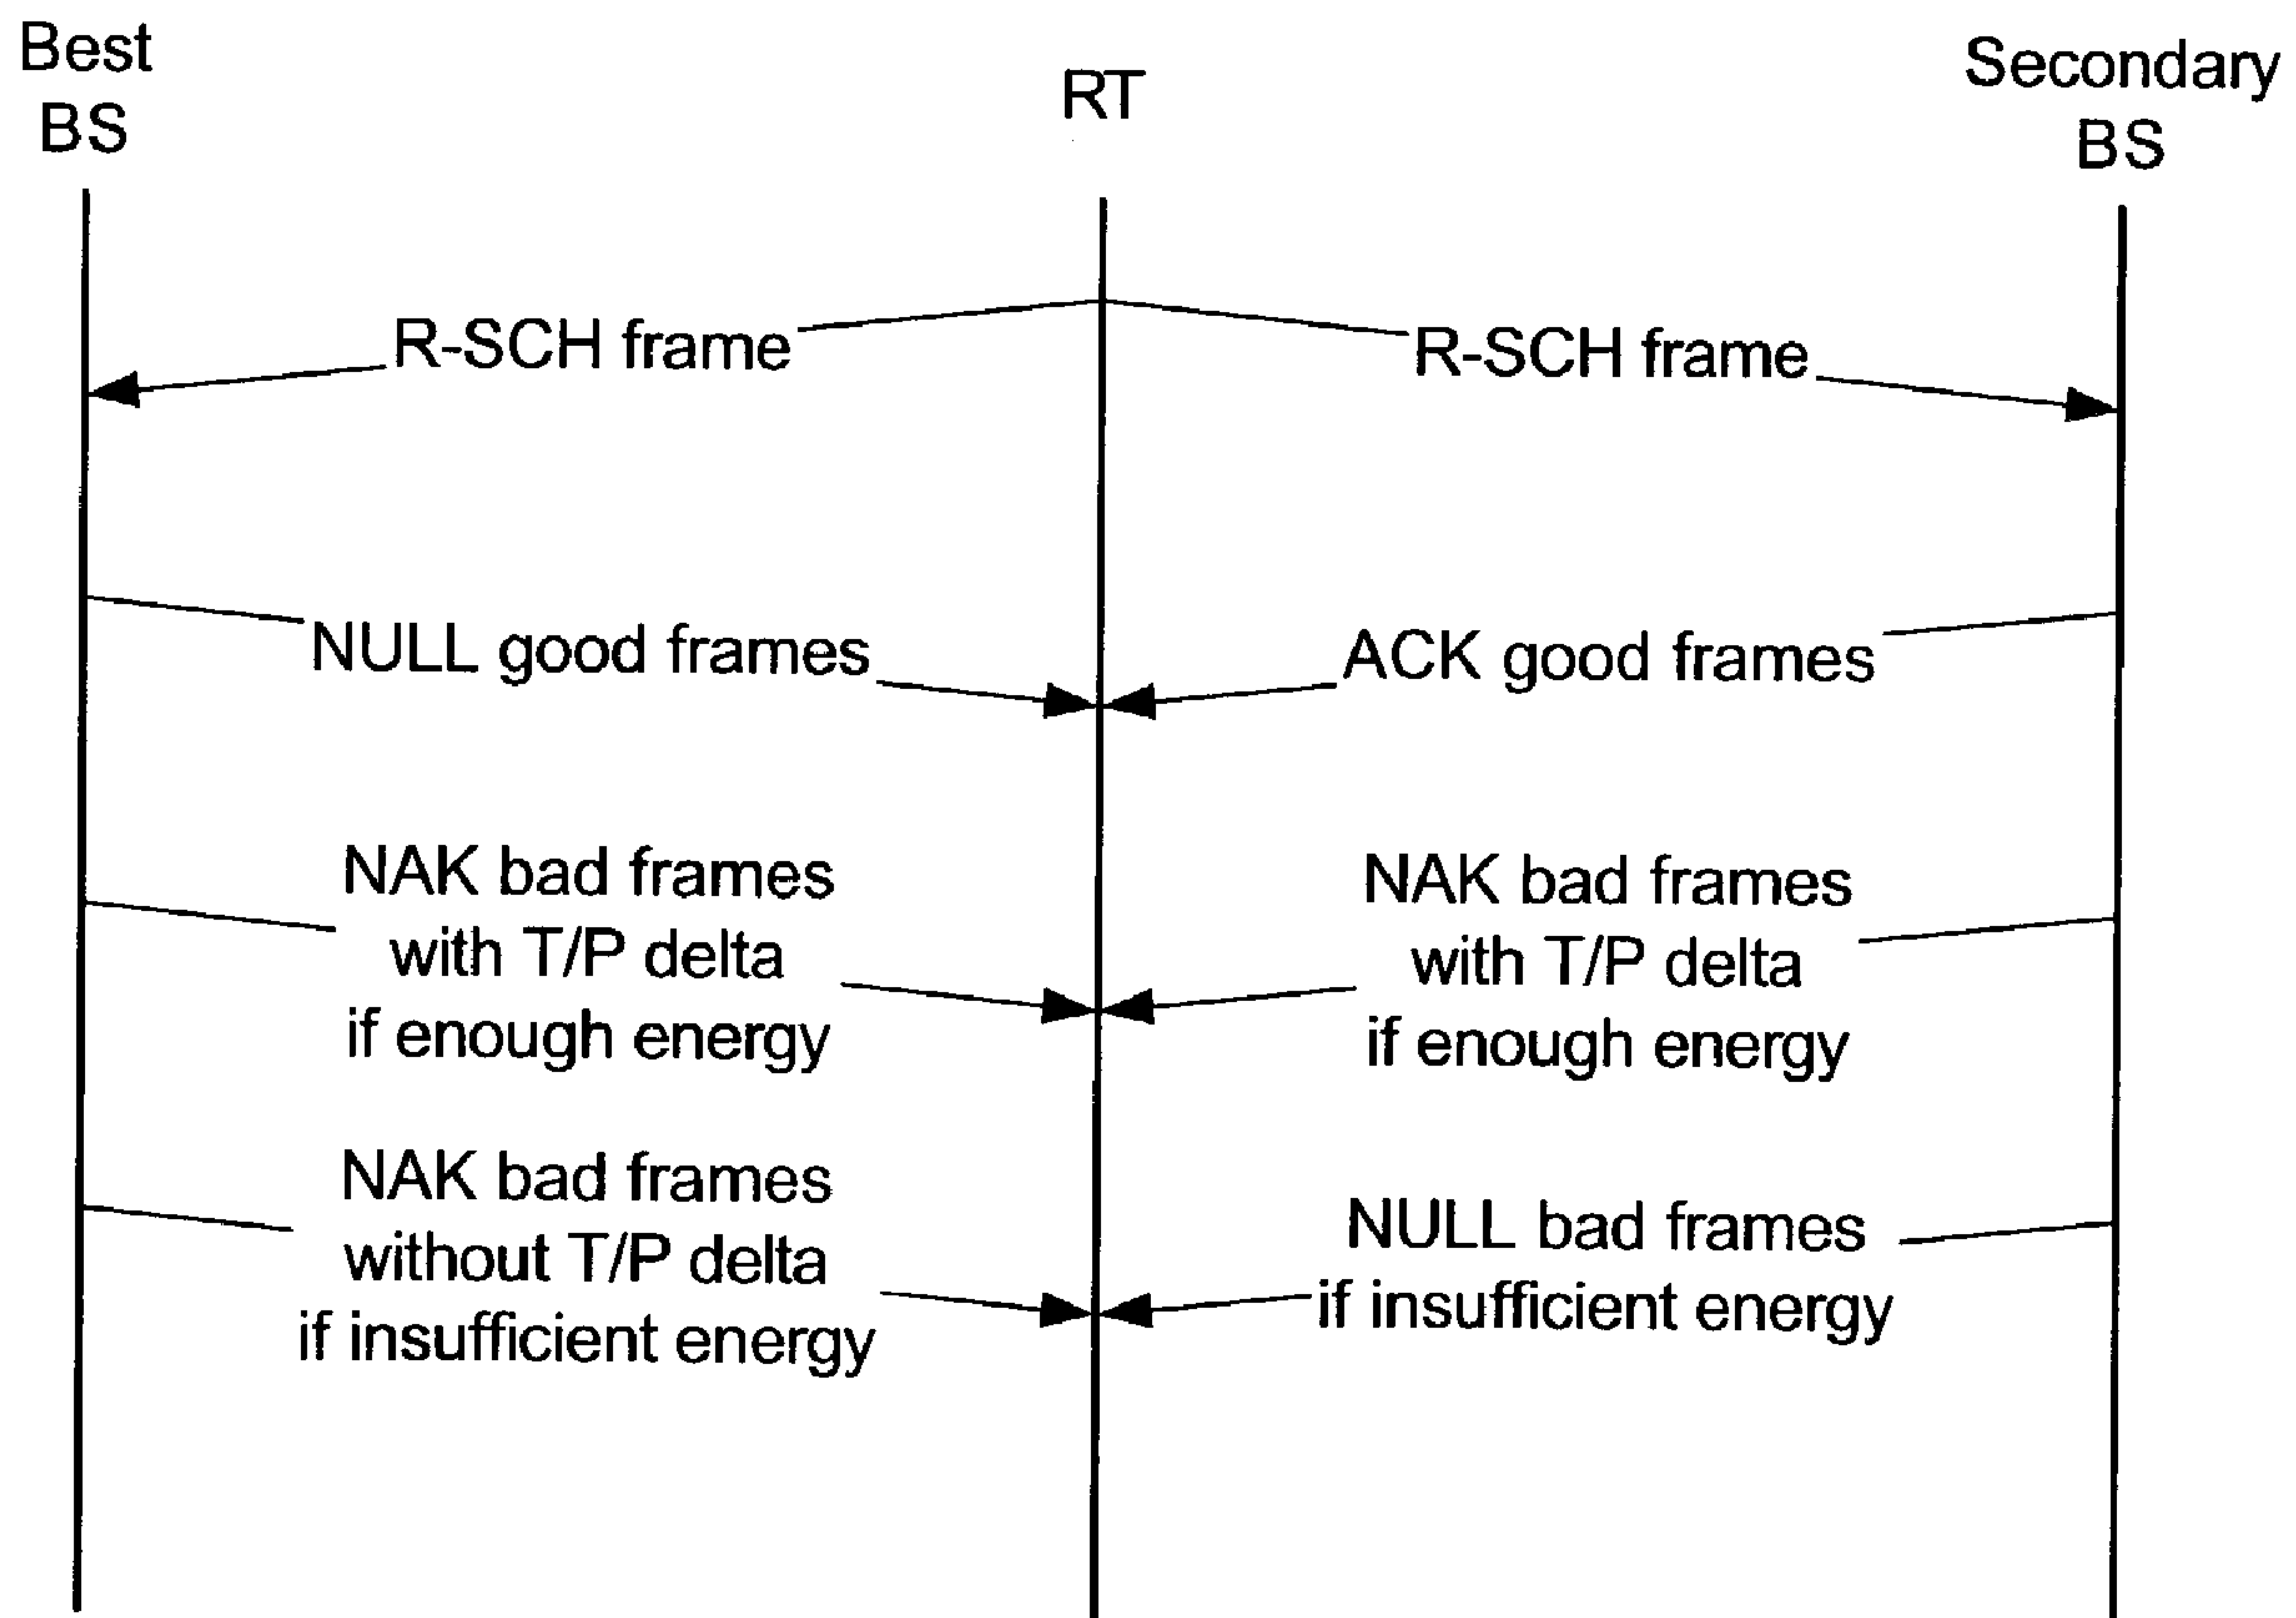 Best
BS
RT
Secondary
BS
R-SCH frame
R-SCH frame
NULL good frames
ACK good frames
NAK bad frames
with T/P delta
if enough energy
NAK bad frames
with T/P delta
if enough energy
NAK bad frames
without T/P delta
if insufficient energy
NULL bad frames
if insufficient energy